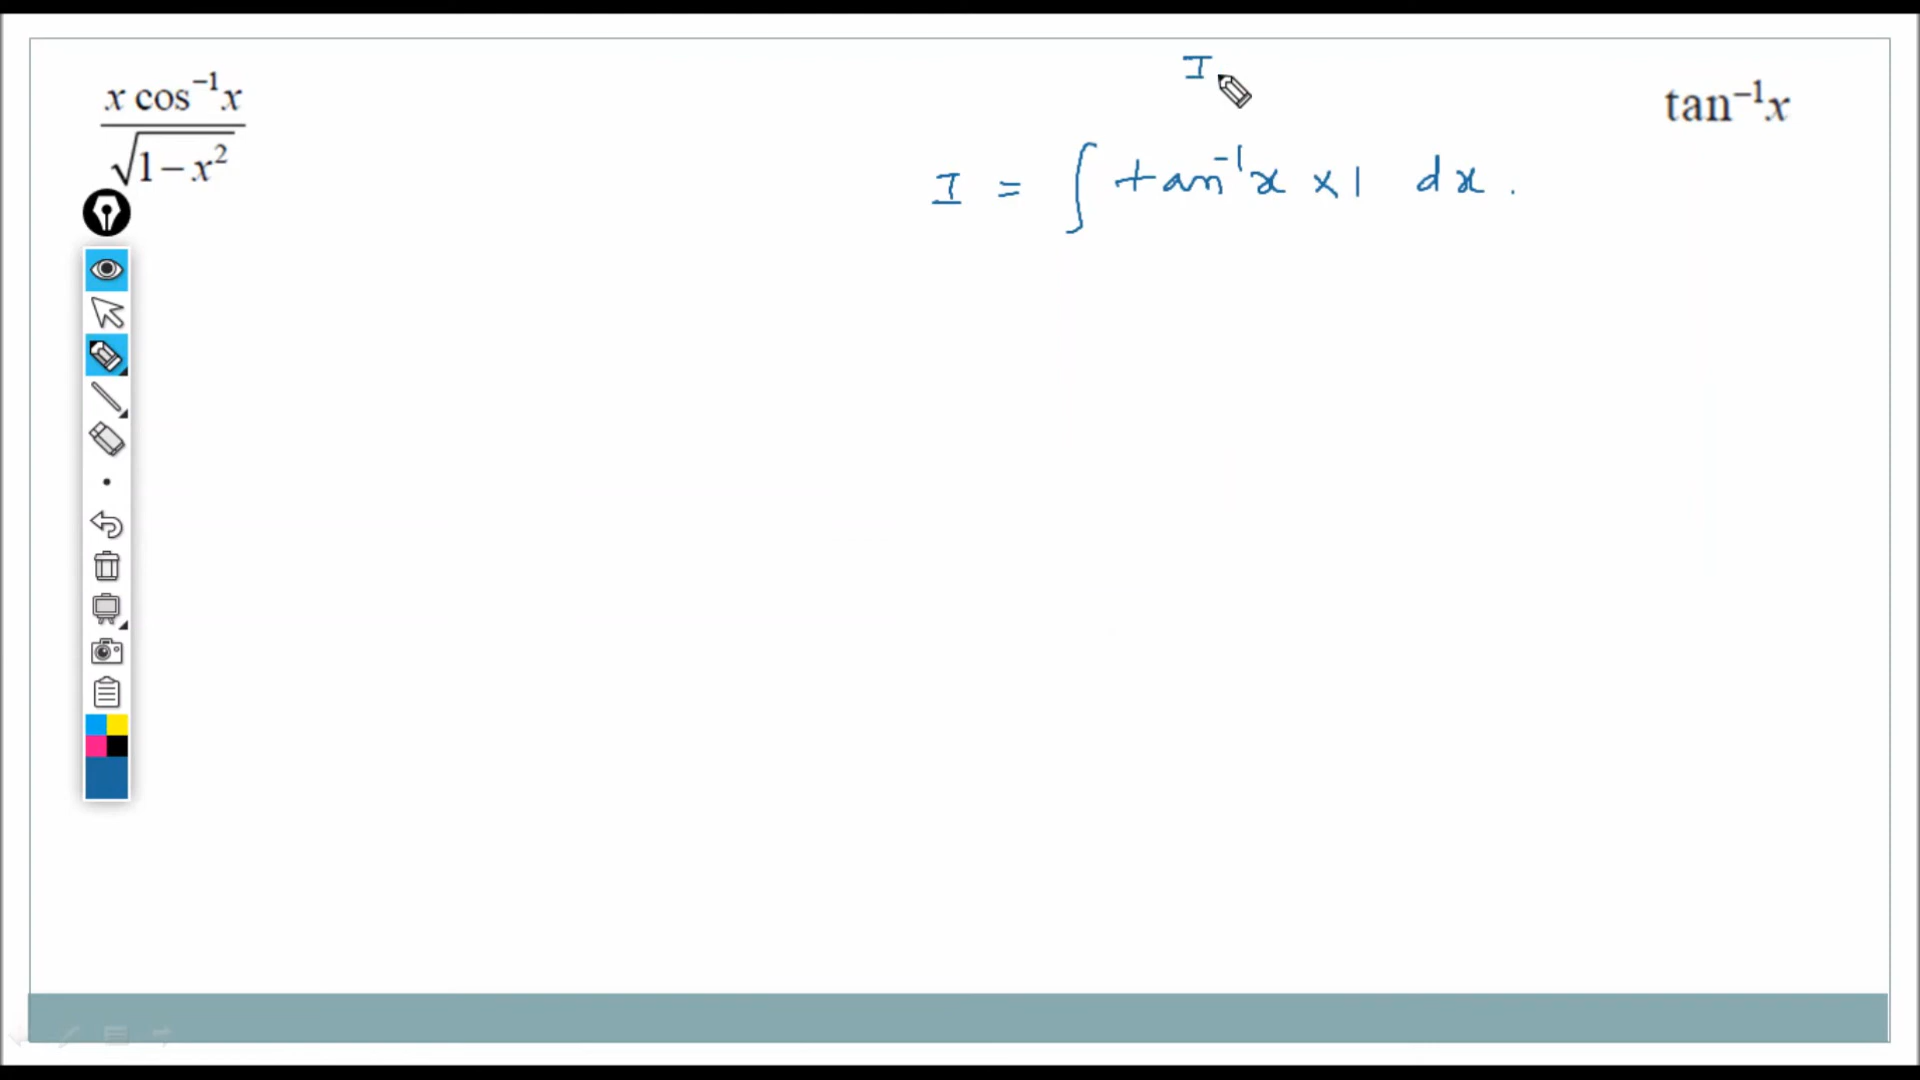 x cos⁻¹x / √(1−x²)
I
tan⁻¹x
I = ∫ tan⁻¹x × 1 dx .